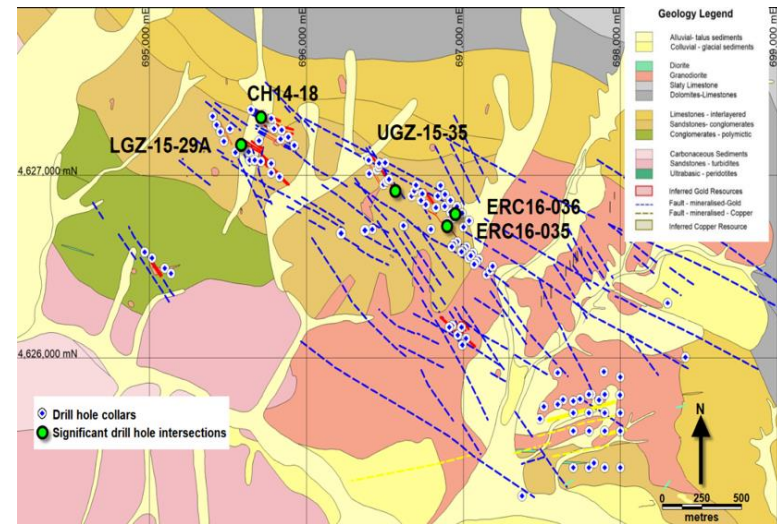 695,000 mE
696,000 mE
697,000 mE
698,000 mE
699
Geology Legend
Alluvial- talus sediments
Colluvial - glacial sediments
Diorite
Granodiorite
Slaty Limestone
Dolomites-Limestones
Limestones - interlayered
Sandstones- conglomerates
Conglomerates - polymictic
Carbonaceous Sediments
Sandstones - turbidites
Ultrabasic - peridotites
Inferred Gold Resources
Fault - mineralised-Gold
Fault - mineralised - Copper
Inferred Copper Resource
CH14-18
LGZ-15-29A
UGZ-15-35
4,627,000 mN
ERC16-036
ERC16-035
4,626,000 mN
Drill hole collars
Significant drill hole intersections
N
0 250 500
metres